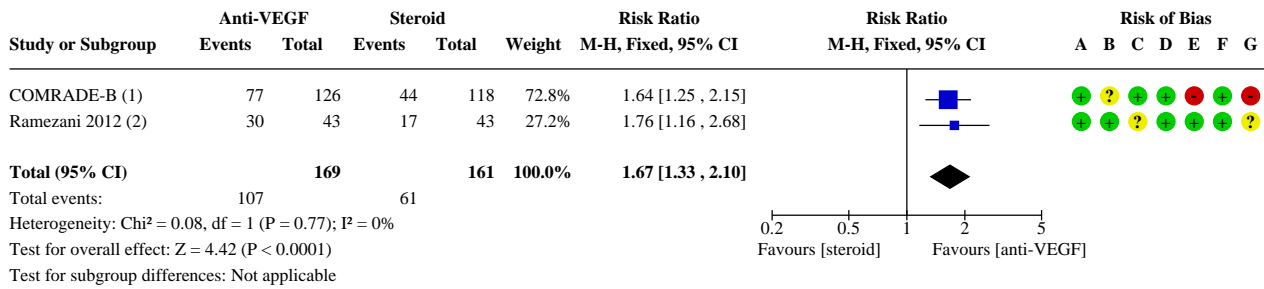 Anti-VEGF Steroid Risk Ratio Risk Ratio Risk of Bias
Study or Subgroup Events Total Events Total Weight M-H, Fixed, 95% CI M-H, Fixed, 95% CI A B C D E F G
COMRADE-B (1) 77 126 44 118 72.8% 1.64 [1.25 , 2.15] + ? + + - + -
Ramezani 2012 (2) 30 43 17 43 27.2% 1.76 [1.16 , 2.68] + + ? + + + ?
Total (95% CI) 169 161 100.0% 1.67 [1.33 , 2.10]
Total events: 107 61
Heterogeneity: Chi² = 0.08, df = 1 (P = 0.77); I² = 0%
0.2 0.5 1 2 5
Test for overall effect: Z = 4.42 (P < 0.0001)
Favours [steroid] Favours [anti-VEGF]
Test for subgroup differences: Not applicable